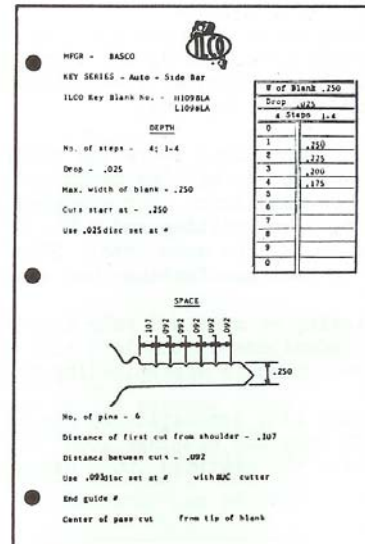 ILCO
MFGR - BASCO
KEY SERIES - Auto - Side Bar
ILCO Key Blank No. - H1098LA
L1098LA
DEPTH
No. of steps - 4; 1-4
Drop - .025
Max. width of blank - .250
Cuts start at - .250
Use .025 disc set at #
W of Blank .250
Drop .025
4 Steps 1-4
0
1 .250
2 .225
3 .200
4 .175
5
6
7
8
9
0
SPACE
.107 .092 .092 .092 .092 .092
.250
No. of pins - 6
Distance of first cut from shoulder - .107
Distance between cuts - .092
Use .093 disc set at # with cutter
End guide #
Center of pass cut from tip of blank